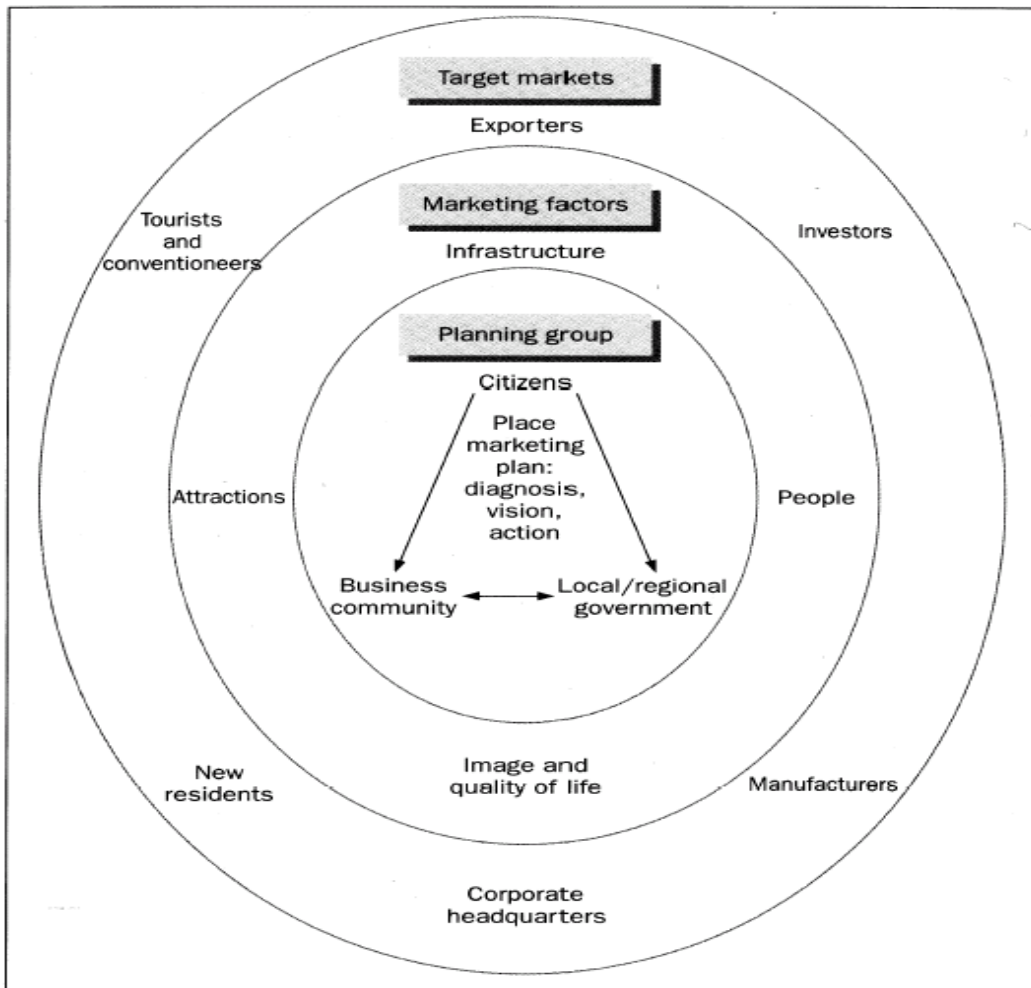 Target markets
Exporters
Marketing factors
Infrastructure
Tourists
and
conventioneers
Investors
Planning group
Citizens
Place
marketing
plan:
diagnosis,
vision,
action
Attractions
People
Business
community
Local/regional
government
Image and
quality of life
New
residents
Manufacturers
Corporate
headquarters